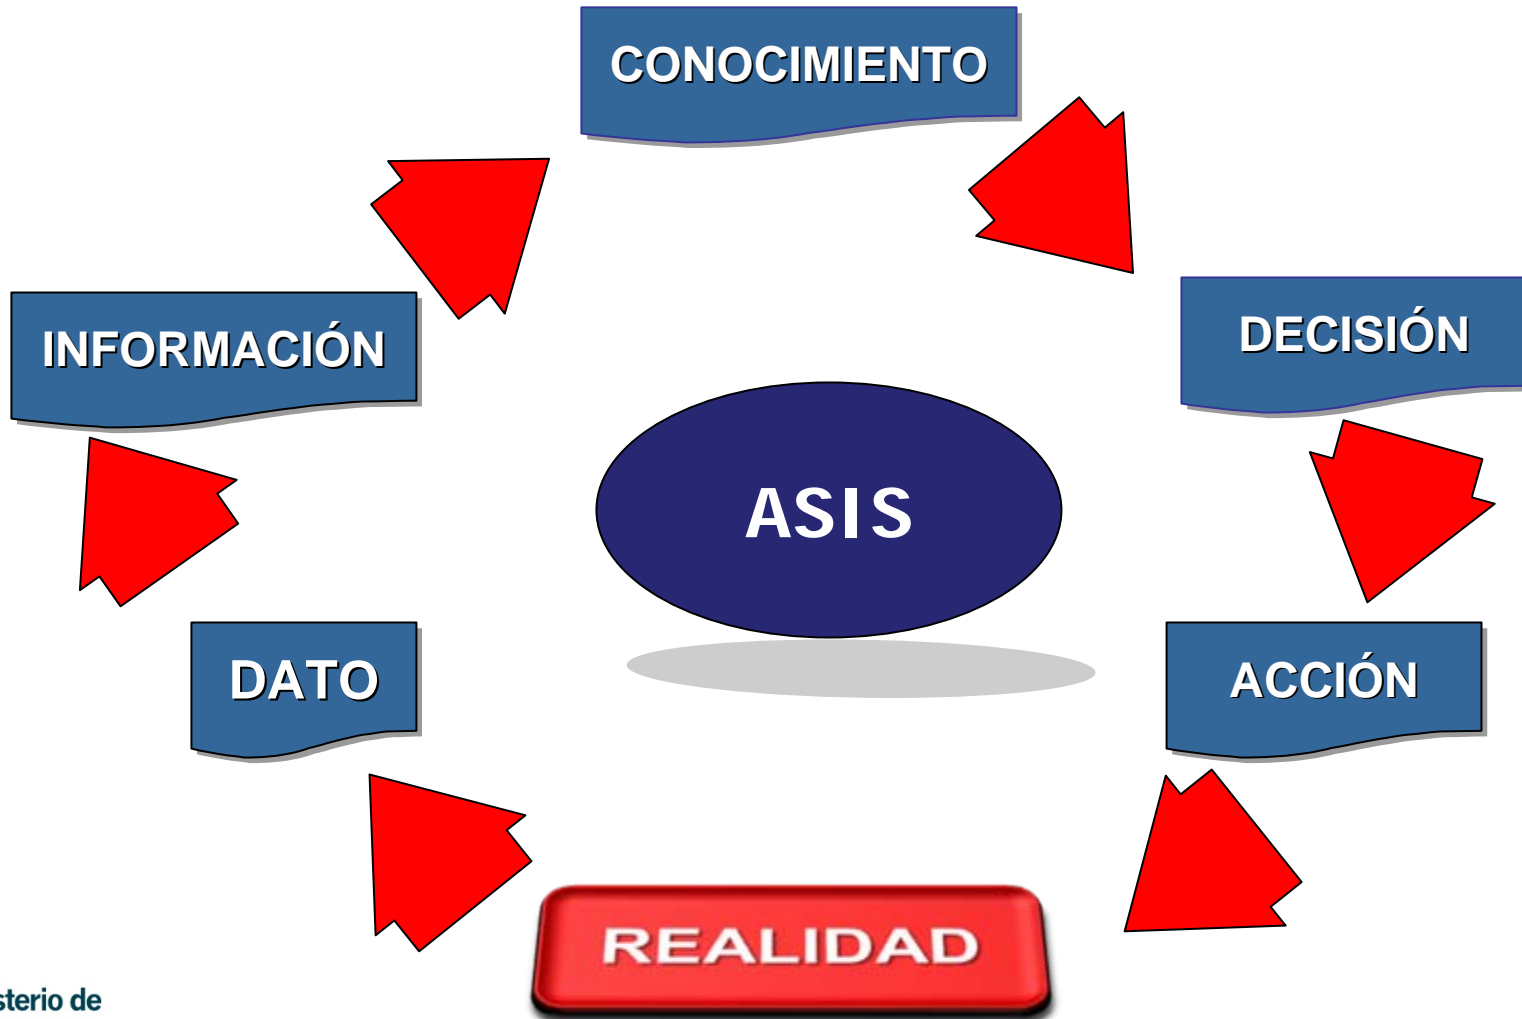 CONOCIMIENTO
INFORMACIÓN
DECISIÓN
ASIS
DATO
ACCIÓN
REALIDAD
sterio de